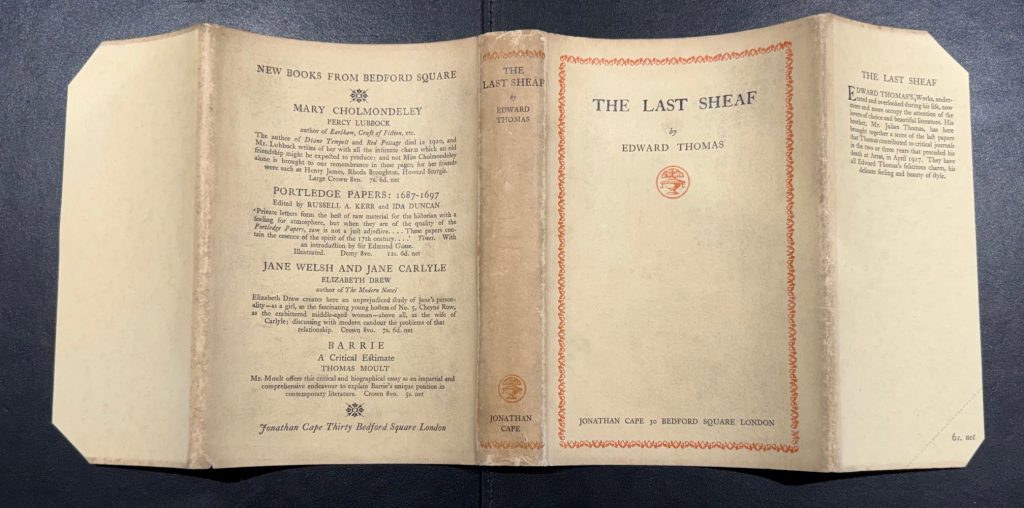 NEW BOOKS FROM BEDFORD SQUARE
MARY CHOLMONDELEY
PERCY LUBBOCK
author of Earlham, Craft of Fiction, etc.
The author of Diana Tempest and Red Pottage died in 1920, and
Mr. Lubbock writes of her with all the intimate charm which an old
friendship might be expected to produce; and not Miss Cholmondeley
alone is brought to our remembrance in these pages, for her friends
were such as Henry James, Rhoda Broughton, Howard Sturgis.
Large Crown 8vo. 7s. 6d. net
PORTLEDGE PAPERS: 1687-1697
Edited by RUSSELL A. KERR and IDA DUNCAN
'Private letters form the best of raw material for the historian with a
feeling for atmosphere, but when they are of the quality of the
Portledge Papers, raw is not a just adjective. . . . These papers con-
tain the essence of the spirit of the 17th century. . . .' Times. With
an introduction by Sir Edmund Gosse.
Illustrated. Demy 8vo. 12s. 6d. net
JANE WELSH AND JANE CARLYLE
ELIZABETH DREW
author of The Modern Novel
Elizabeth Drew creates here an unprejudiced study of Jane's person-
ality—as a girl, as the fascinating young hostess of No. 5, Cheyne Row,
as the embittered middle-aged woman—above all, as the wife of
Carlyle; discussing with modern candour the problems of that
relationship. Crown 8vo. 7s. 6d. net
BARRIE
A Critical Estimate
THOMAS MOULT
Mr. Moult offers this critical and biographical essay as an impartial and
comprehensive endeavour to explain Barrie's unique position in
contemporary literature. Crown 8vo. 5s. net
Jonathan Cape Thirty Bedford Square London
THE
LAST SHEAF
by
EDWARD
THOMAS
JONATHAN
CAPE
THE LAST SHEAF
by
EDWARD THOMAS
JONATHAN CAPE 30 BEDFORD SQUARE LONDON
THE LAST SHEAF
EDWARD THOMAS'S Works, under-
rated and overlooked during his life, now
more and more occupy the attention of the
lovers of choice and beautiful literature. His
brother, Mr. Julian Thomas, has here
brought together a score of the last papers
that Thomas contributed to critical journals
in the two or three years that preceded his
death at Arras, in April 1917. They have
all Edward Thomas's felicitous charm, his
delicate feeling and beauty of style.
6s. net